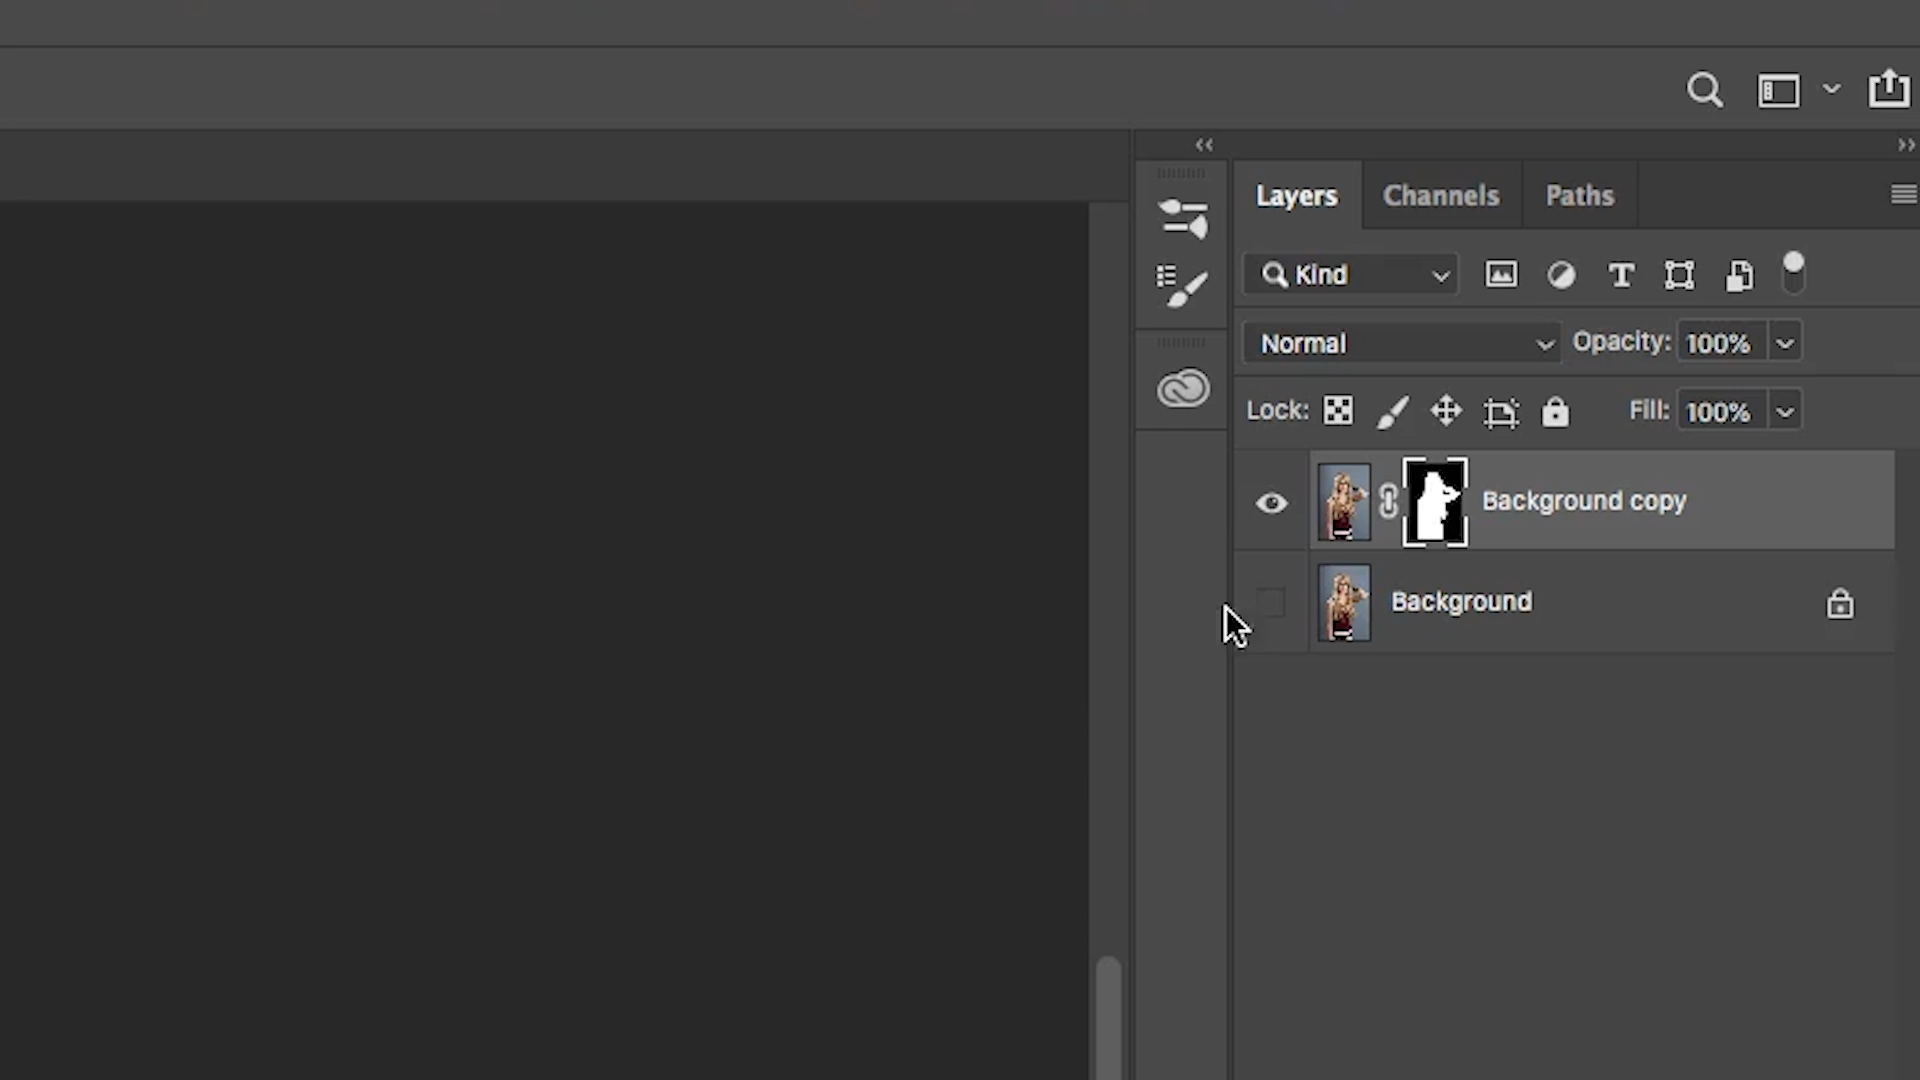 Layers Channels Paths
Kind
Normal Opacity: 100%
Lock: Fill: 100%
Background copy
Background